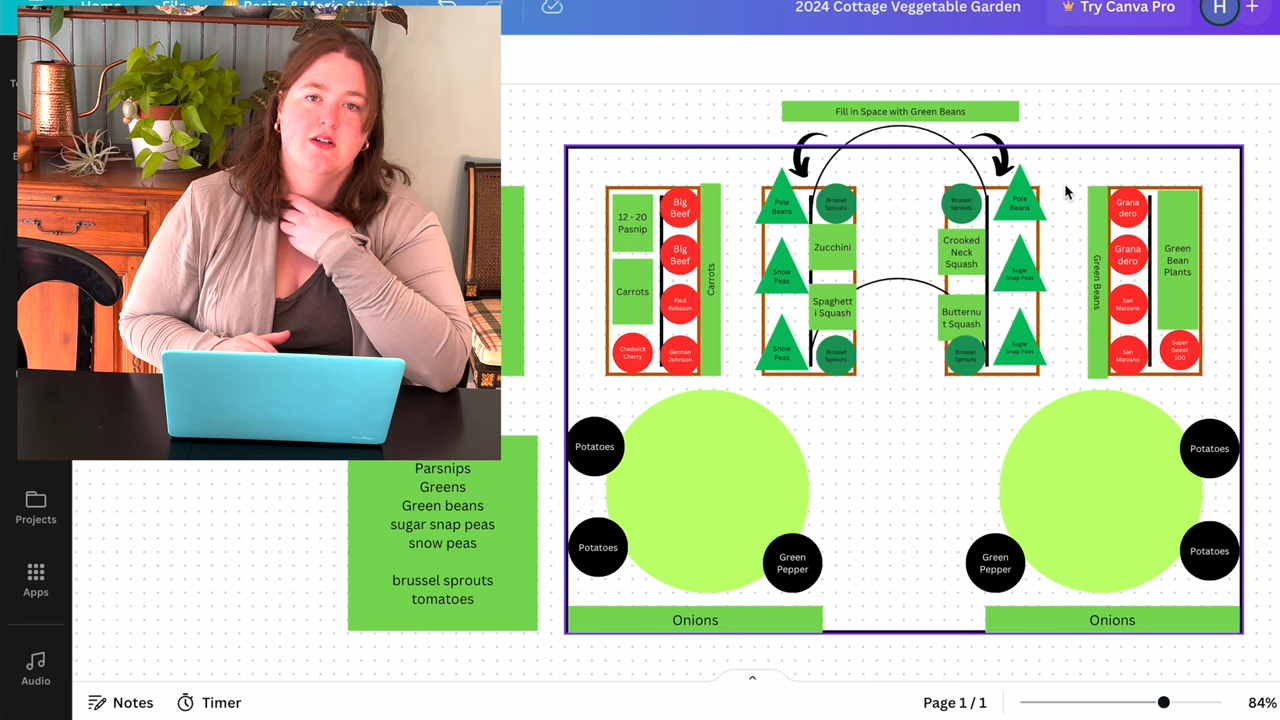 Home
File
Resize & Magic Switch
2024 Cottage Veggetable Garden
Try Canva Pro
H
Fill in Space with Green Beans
12 - 20
Pasnip
Big
Beef
Big
Beef
Carrots
Paul
Robeson
Chadwick
Cherry
German
Johnson
Carrots
Pole
Beans
Brussel
Sprouts
Zucchini
Snow
Peas
Spaghett
i Squash
Snow
Peas
Brussel
Sprouts
Brussel
Sprouts
Pole
Beans
Crooked
Neck
Squash
Sugar
Snap Peas
Butternu
t Squash
Brussel
Sprouts
Sugar
Snap Peas
Green Beans
Grana
dero
Grana
dero
San
Marzano
San
Marzano
Green
Bean
Plants
Super
Sweet
100
Potatoes
Potatoes
Green
Pepper
Green
Pepper
Potatoes
Potatoes
Onions
Onions
Parsnips
Greens
Green beans
sugar snap peas
snow peas
brussel sprouts
tomatoes
Projects
Apps
Audio
Notes
Timer
Page 1 / 1
84%